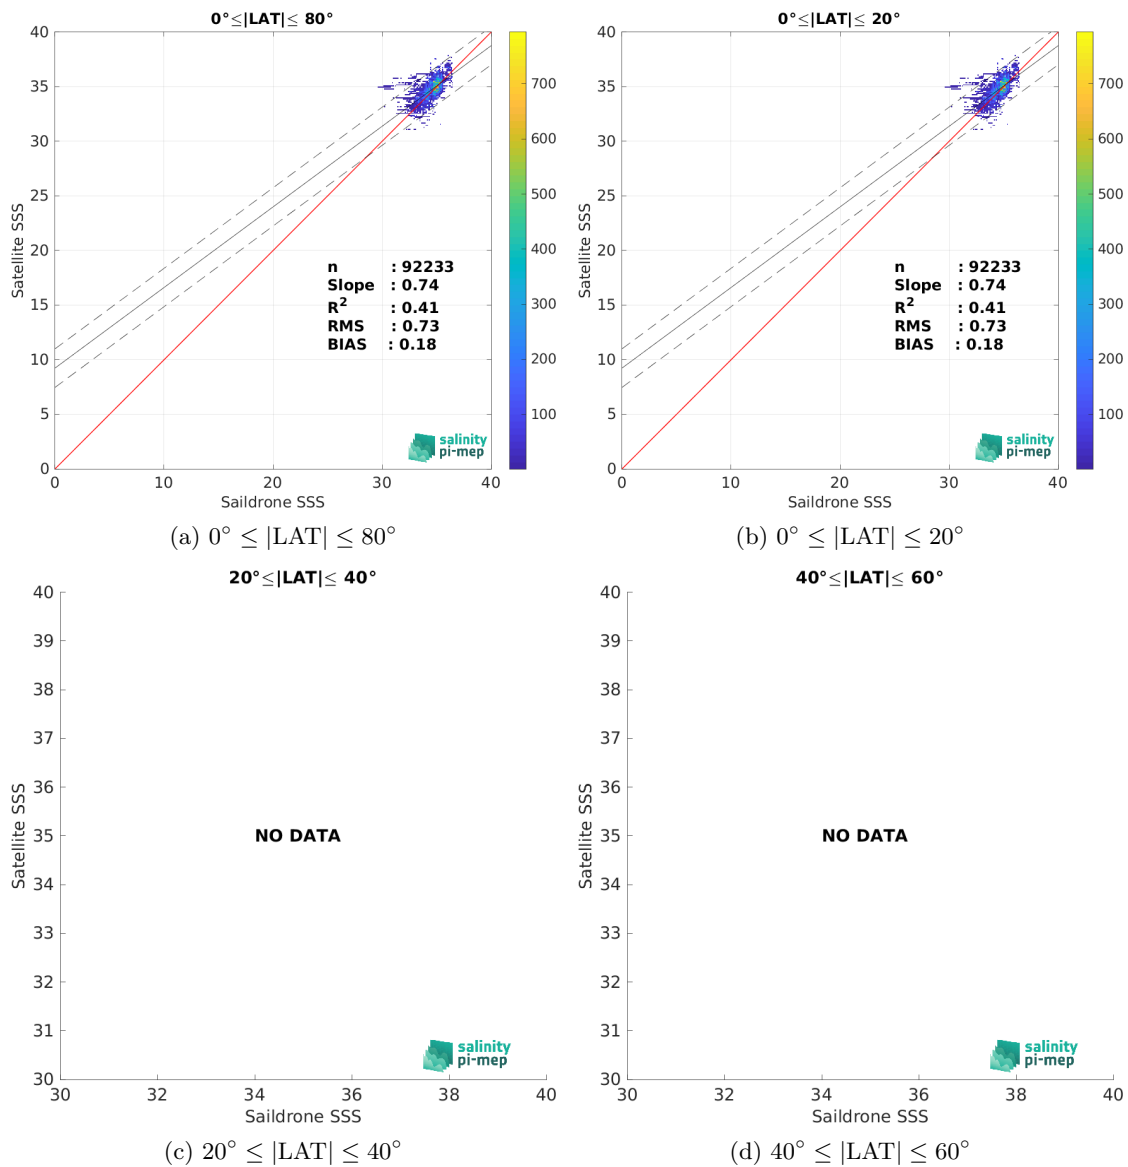 0°≤|LAT|≤ 80°
40
35
30
25
20
15
10
5
0
Satellite SSS
n : 92233
Slope : 0.74
R² : 0.41
RMS : 0.73
BIAS : 0.18
salinity
pi-mep
0 10 20 30 40
Saildrone SSS
700
600
500
400
300
200
100
(a) 0° ≤ |LAT| ≤ 80°
0°≤|LAT|≤ 20°
40
35
30
25
20
15
10
5
0
Satellite SSS
n : 92233
Slope : 0.74
R² : 0.41
RMS : 0.73
BIAS : 0.18
salinity
pi-mep
0 10 20 30 40
Saildrone SSS
700
600
500
400
300
200
100
(b) 0° ≤ |LAT| ≤ 20°
20°≤|LAT|≤ 40°
40
39
38
37
36
35
34
33
32
31
30
Satellite SSS
NO DATA
salinity
pi-mep
30 32 34 36 38 40
Saildrone SSS
(c) 20° ≤ |LAT| ≤ 40°
40°≤|LAT|≤ 60°
40
39
38
37
36
35
34
33
32
31
30
Satellite SSS
NO DATA
salinity
pi-mep
30 32 34 36 38 40
Saildrone SSS
(d) 40° ≤ |LAT| ≤ 60°